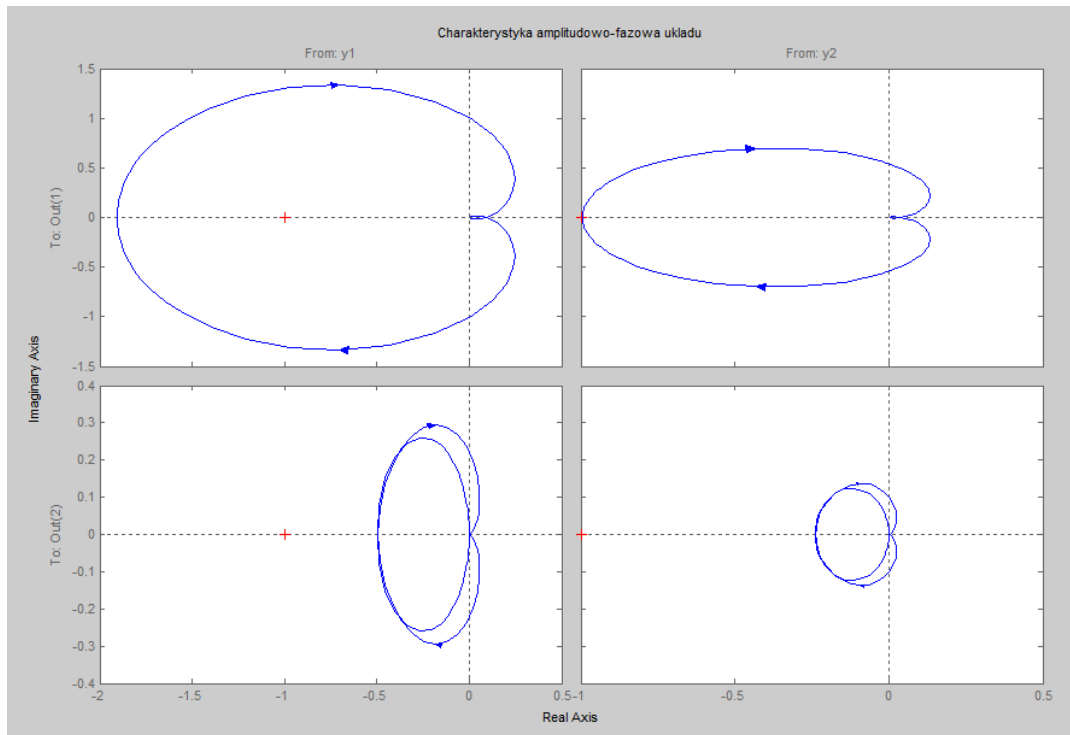 Charakterystyka amplitudowo-fazowa ukladu
From: y1
From: y2
Imaginary Axis
To: Out(1)
1.5
1
0.5
0
-0.5
-1
-1.5
To: Out(2)
0.4
0.3
0.2
0.1
0
-0.1
-0.2
-0.3
-0.4
-2 -1.5 -1 -0.5 0 0.5
-1 -0.5 0 0.5
Real Axis